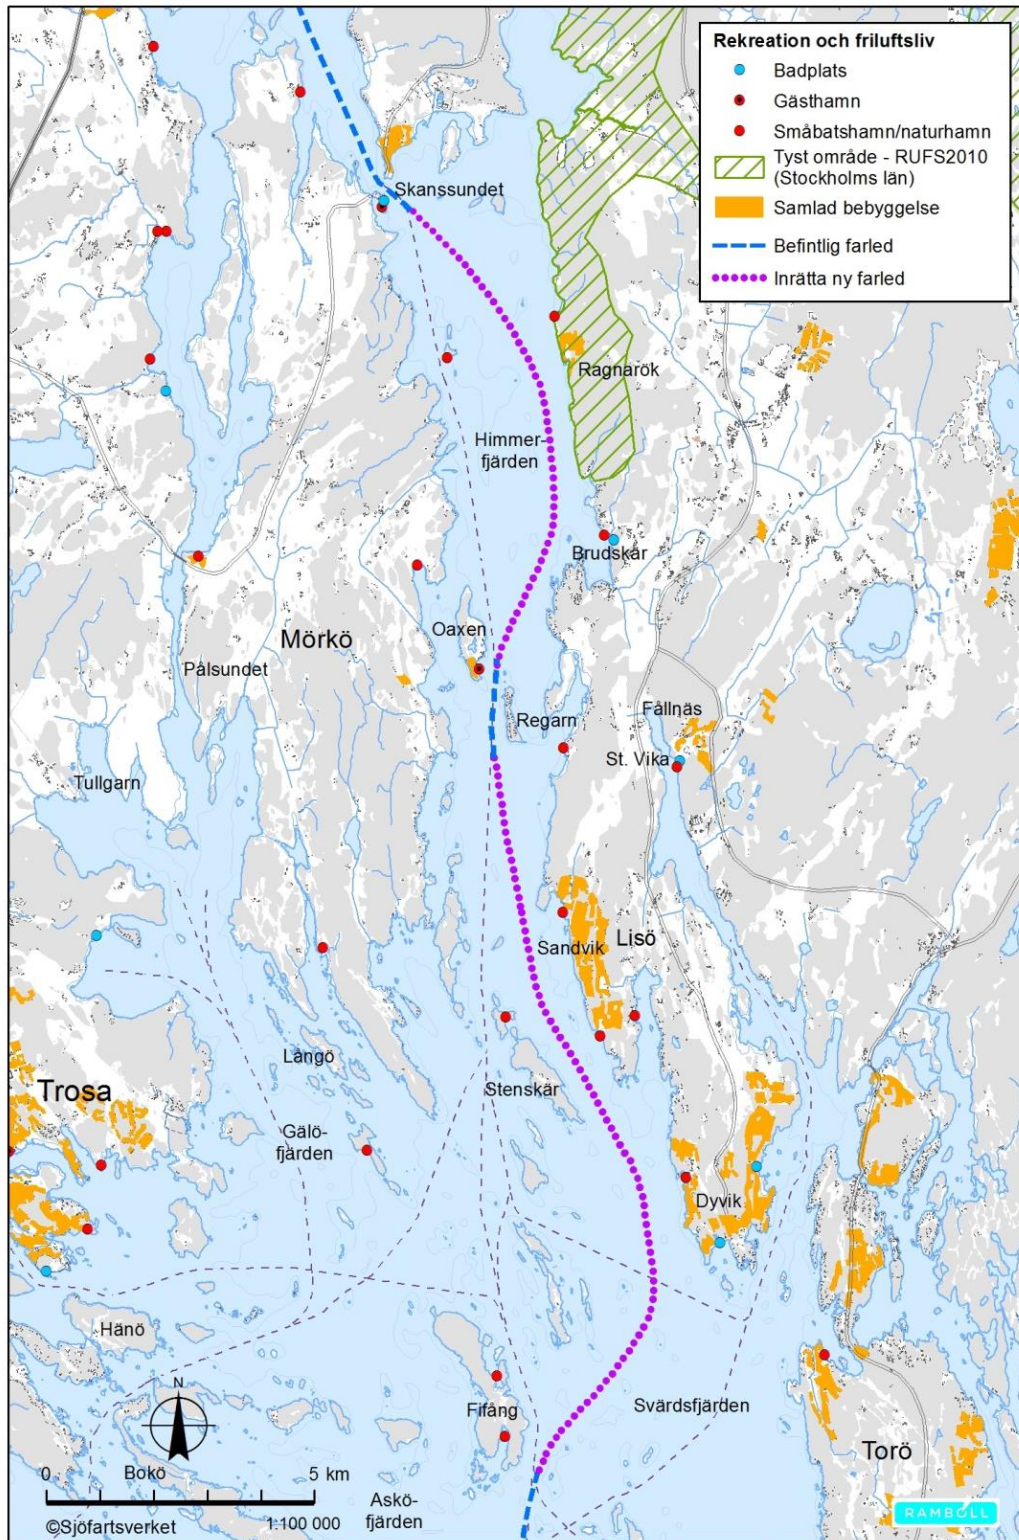 Rekreation och friluftsliv
Badplats
Gästhamn
Småbatshamn/naturhamn
Tyst område - RUFS2010
(Stockholms län)
Samlad bebyggelse
Befintlig farled
Inrätta ny farled
Skanssundet
Ragnarök
Himmer-
fjärden
Brudskär
Oaxen
Mörkö
Pålsundet
Regarn
Fållnäs
St. Vika
Tullgarn
Sandvik
Lisö
Långö
Stenskär
Trosa
Gälö-
fjärden
Dyvik
Hänö
Fifång
Svärdsfjärden
Torö
N
Bokö
0
5 km
Askö-
fjärden
©Sjöfartsverket
1:100 000
RAMBOLL